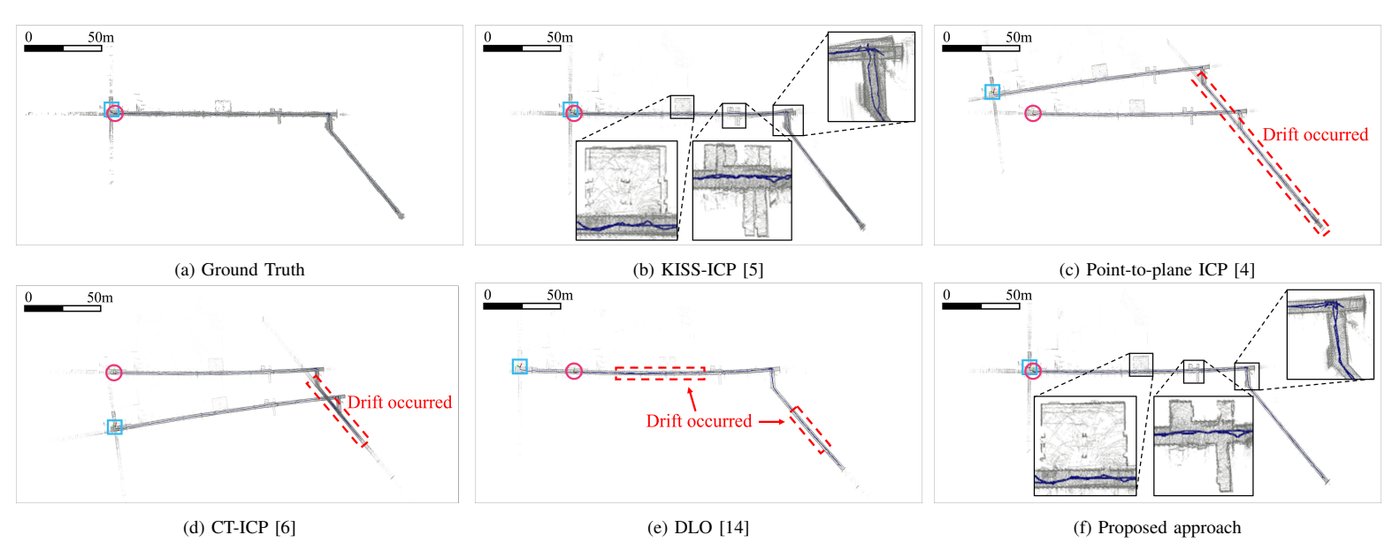 0 50m
0 50m
0 50m
Drift occurred
(a) Ground Truth
(b) KISS-ICP [5]
(c) Point-to-plane ICP [4]
0 50m
0 50m
0 50m
Drift occurred
Drift occurred
(d) CT-ICP [6]
(e) DLO [14]
(f) Proposed approach